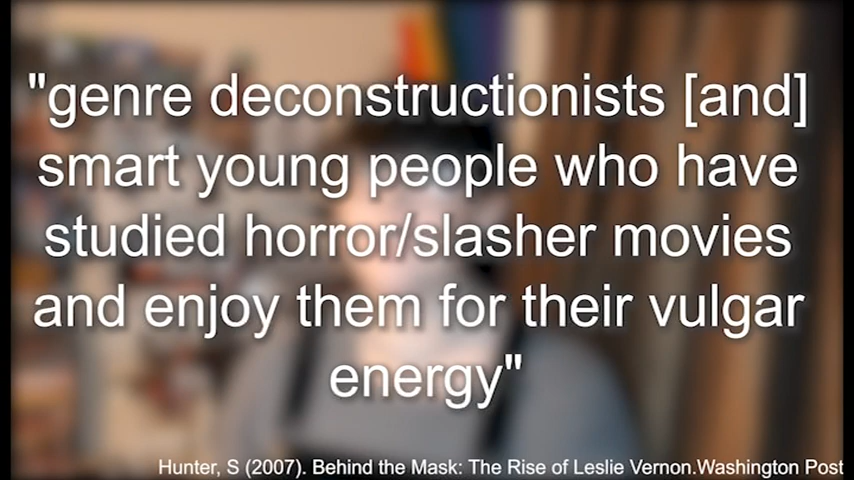 "genre deconstructionists [and]
smart young people who have
studied horror/slasher movies
and enjoy them for their vulgar
energy"
Hunter, S (2007). Behind the Mask: The Rise of Leslie Vernon.Washington Post